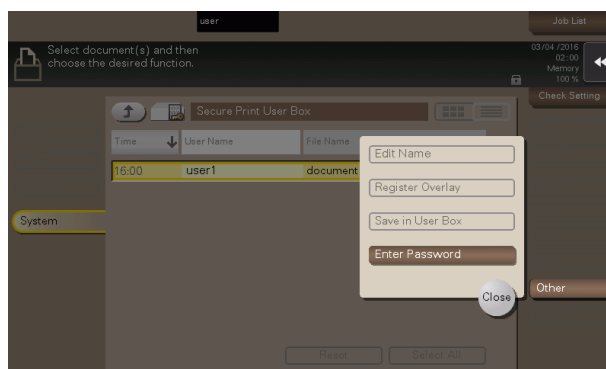 user
Job List
Select document(s) and then
choose the desired function.
03/04 /2016
02:00
Memory
100 %
Check Setting
Secure Print User Box
Time
User Name
File Name
16:00
user1
document
Edit Name
Register Overlay
Save in User Box
Enter Password
Close
System
Other
Reset
Select All